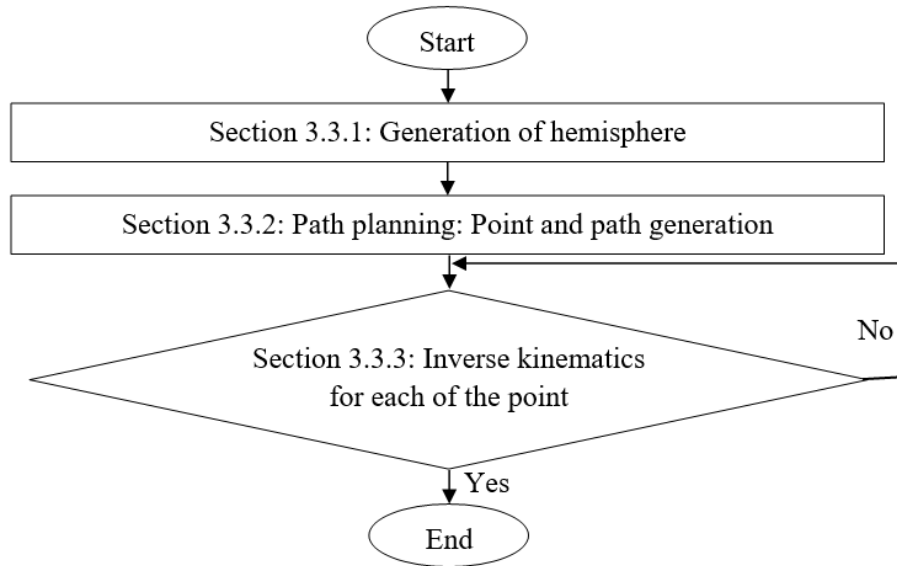 Start
Section 3.3.1: Generation of hemisphere
Section 3.3.2: Path planning: Point and path generation
No
Section 3.3.3: Inverse kinematics
for each of the point
Yes
End